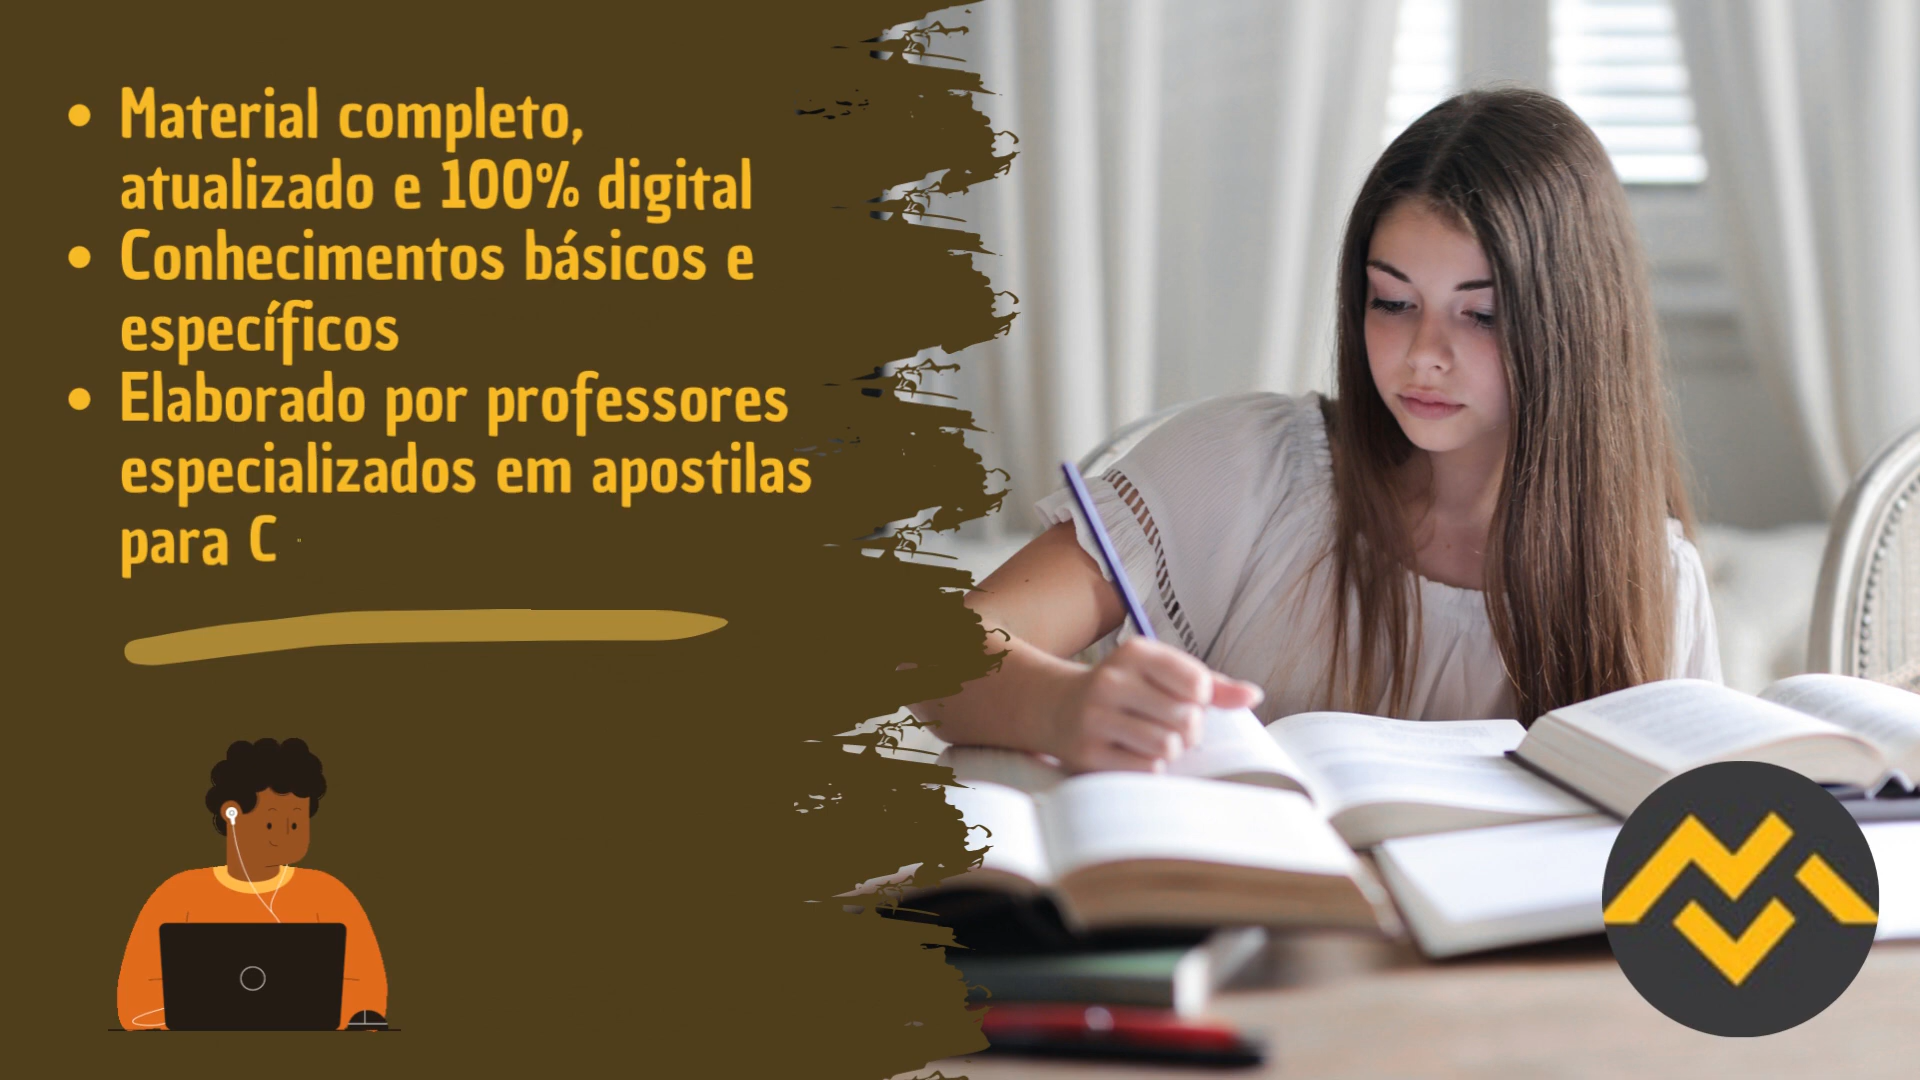 • Material completo,
atualizado e 100% digital
• Conhecimentos básicos e
específicos
• Elaborado por professores
especializados em apostilas
para C